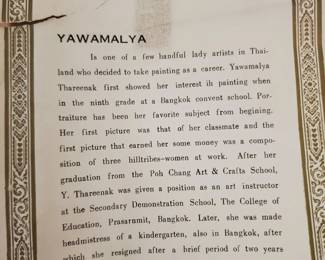 YAWAMALYA
Is one of a few handful lady artists in Thai-
land who decided to take painting as a career. Yawamalya
Thareenak first showed her interest ih painting when
in the ninth grade at a Bangkok convent school. Por-
traiture has been her favorite subject from begining.
Her first picture was that of her classmate and the
first picture that earned her some money was a compo-
sition of three hilltribes-women at work. After her
graduation from the Poh Chang Art & Crafts School,
Y. Thareenak was given a position as an art instructor
at the Secondary Demonstration School, The College of
Education, Prasarnmit, Bangkok. Later, she was made
headmistress of a kindergarten, also in Bangkok, after
which she resigned after a brief period of two years